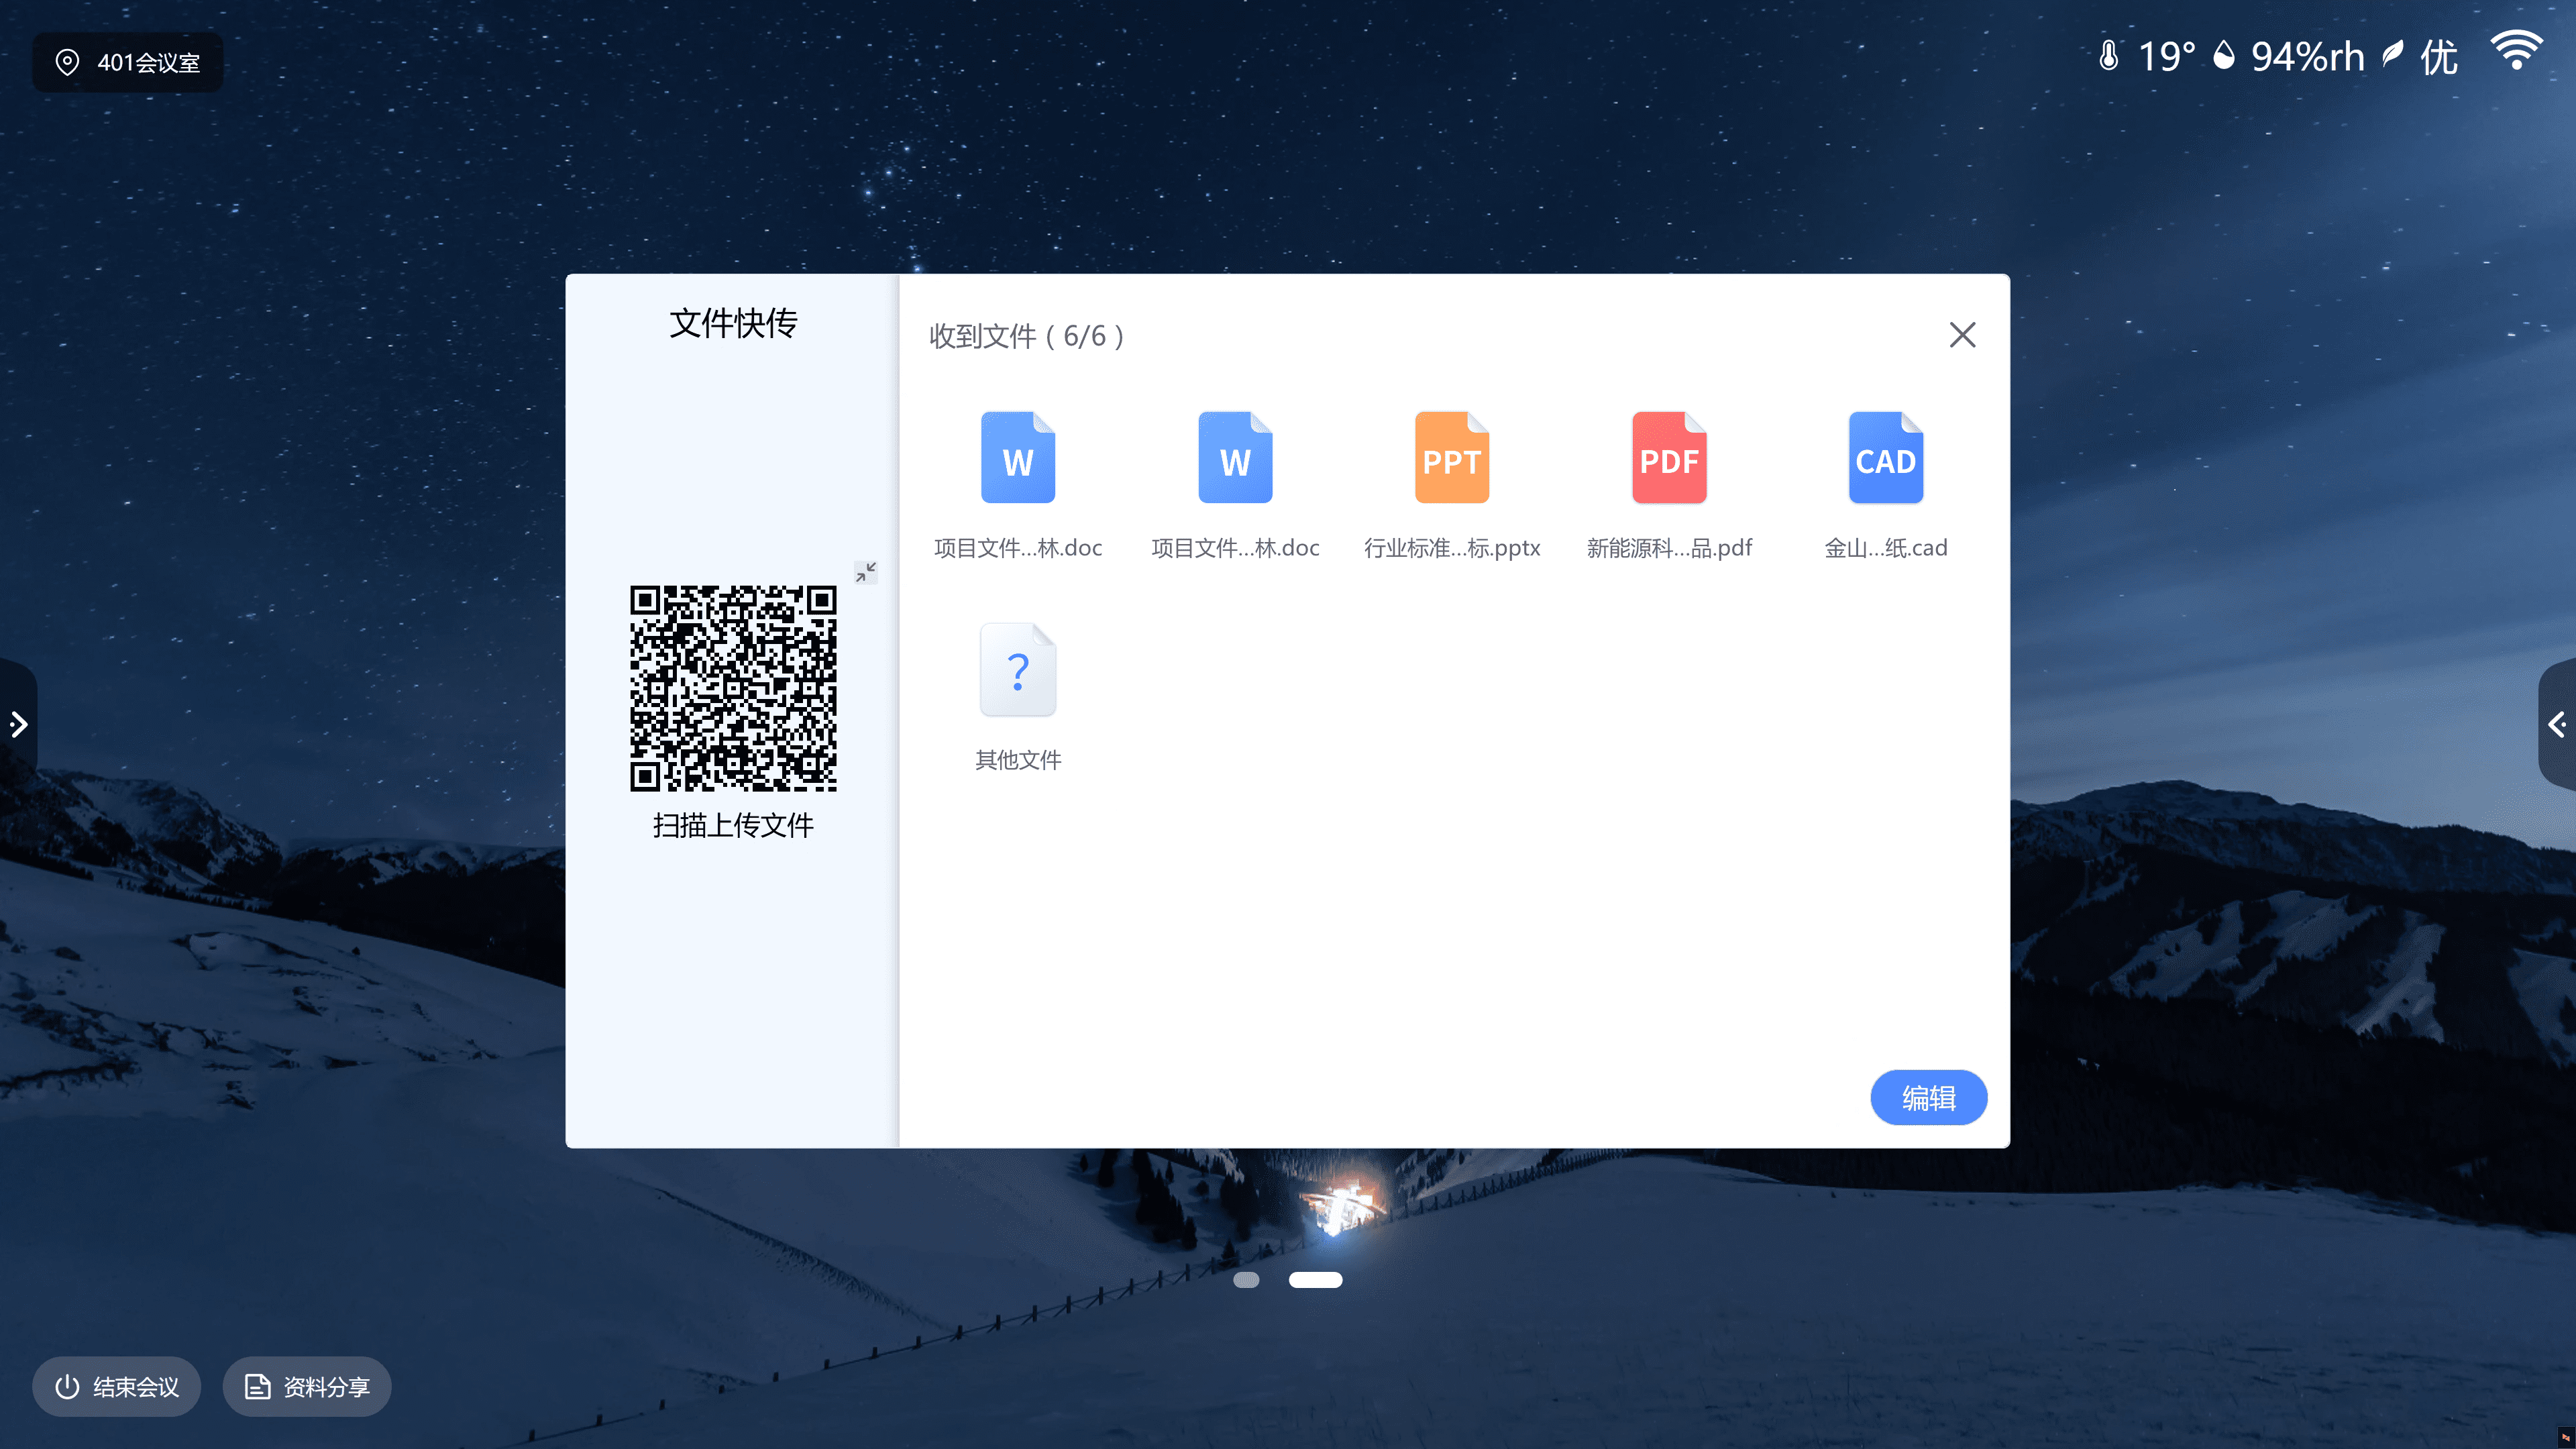 401会议室
19° 94%rh 优
文件快传
收到文件（6/6）
W W PPT PDF CAD
项目文件...林.doc 项目文件...林.doc 行业标准...标.pptx 新能源科...品.pdf 金山...纸.cad
?
其他文件
扫描上传文件
编辑
结束会议 资料分享